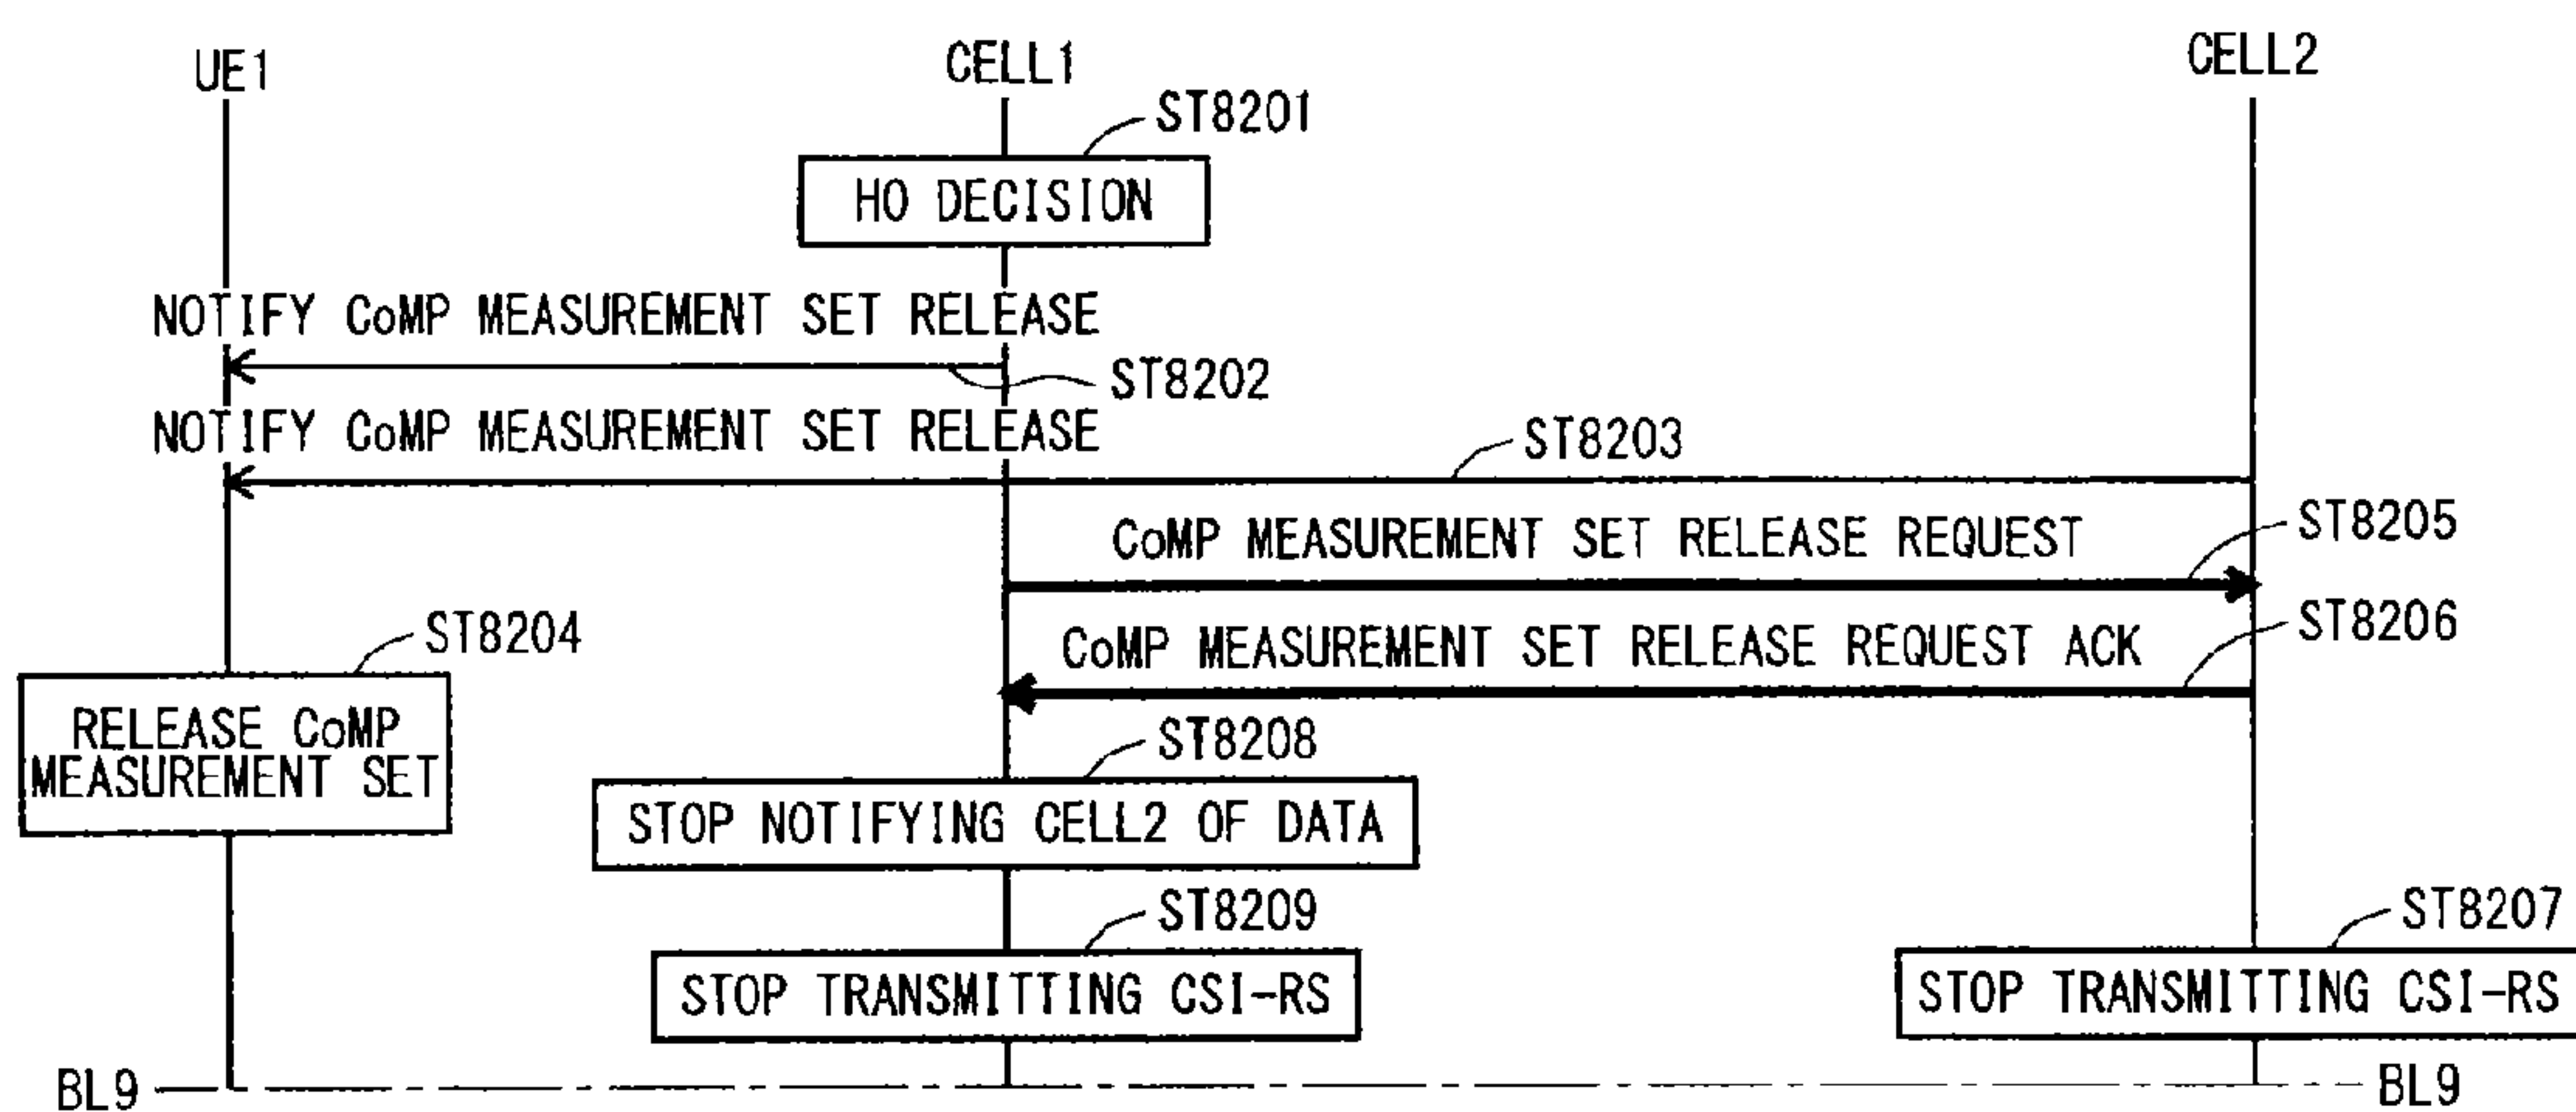 UE1
CELL1
CELL2
ST8201
HO DECISION
NOTIFY CoMP MEASUREMENT SET RELEASE
ST8202
NOTIFY CoMP MEASUREMENT SET RELEASE
ST8203
CoMP MEASUREMENT SET RELEASE REQUEST
ST8205
ST8204
CoMP MEASUREMENT SET RELEASE REQUEST ACK
ST8206
RELEASE CoMP
MEASUREMENT SET
ST8208
STOP NOTIFYING CELL2 OF DATA
ST8209
ST8207
STOP TRANSMITTING CSI-RS
STOP TRANSMITTING CSI-RS
BL9
BL9